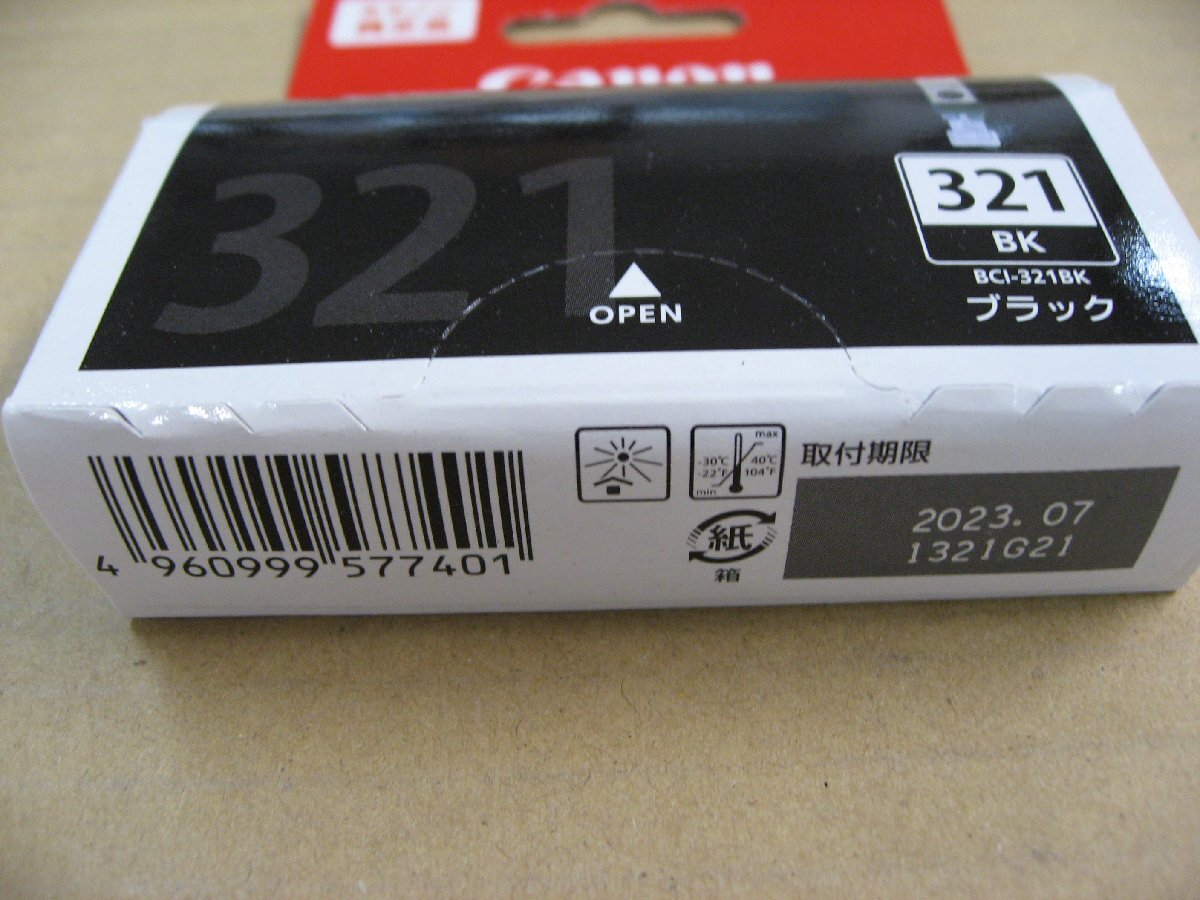 Canon
321
321
BK
BCI-321BK
ブラック
OPEN
max
-30℃
-22°F
40℃
104°F
min
取付期限
2023. 07
1321G21
紙
箱
4 960999 577401